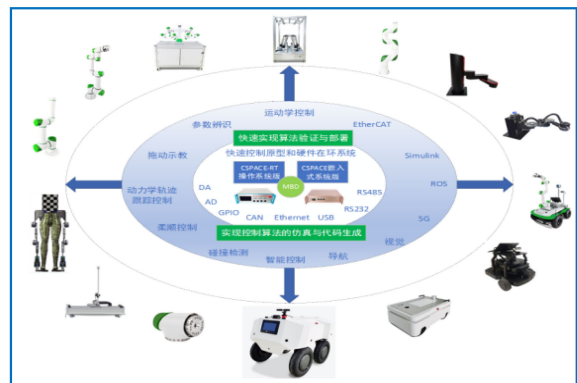 运动学控制
参数辨识
EtherCAT
快速实现算法验证与部署
拖动示教
快速控制原型和硬件在环系统
Simulink
CSPACE-RT
操作系统版
CSPACE嵌入
式系统版
MBD
动力学轨迹
跟踪控制
DA
RS485
ROS
AD
GPIO
CAN
Ethernet
USB
RS232
柔顺控制
实现控制算法的仿真与代码生成
5G
碰撞检测
智能控制
导航
视觉